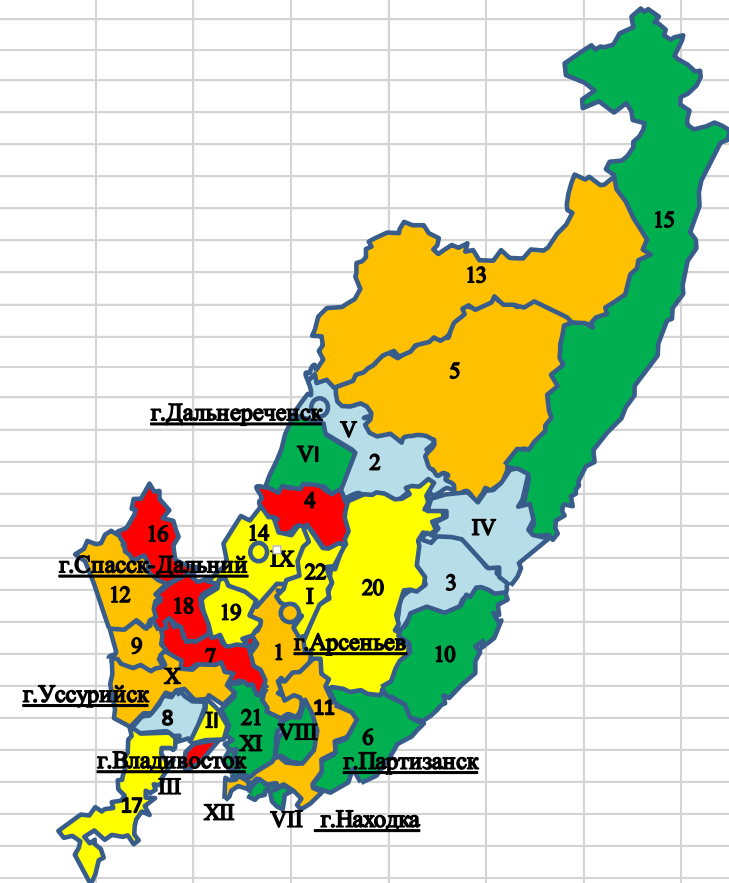 15
13
5
г.Дальнереченск
V
VI
2
4
IV
16
14
г.Спасск-Дальний
IX
22
12
I
20
3
18
19
9
7
1
г.Арсеньев
10
X
г.Уссурийск
8
II
21
11
VIII
XI
6
г.Владивосток
г.Партизанск
III
17
XII
VII
г.Находка